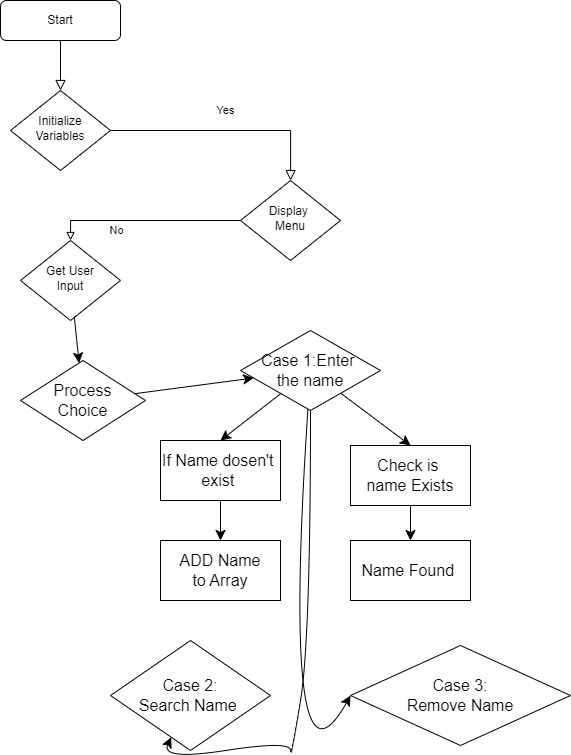 Start
Initialize
Variables
Yes
Display
Menu
No
Get User
Input
Process
Choice
Case 1:Enter
the name
If Name dosen't
exist
Check is
name Exists
ADD Name
to Array
Name Found
Case 2:
Search Name
Case 3:
Remove Name